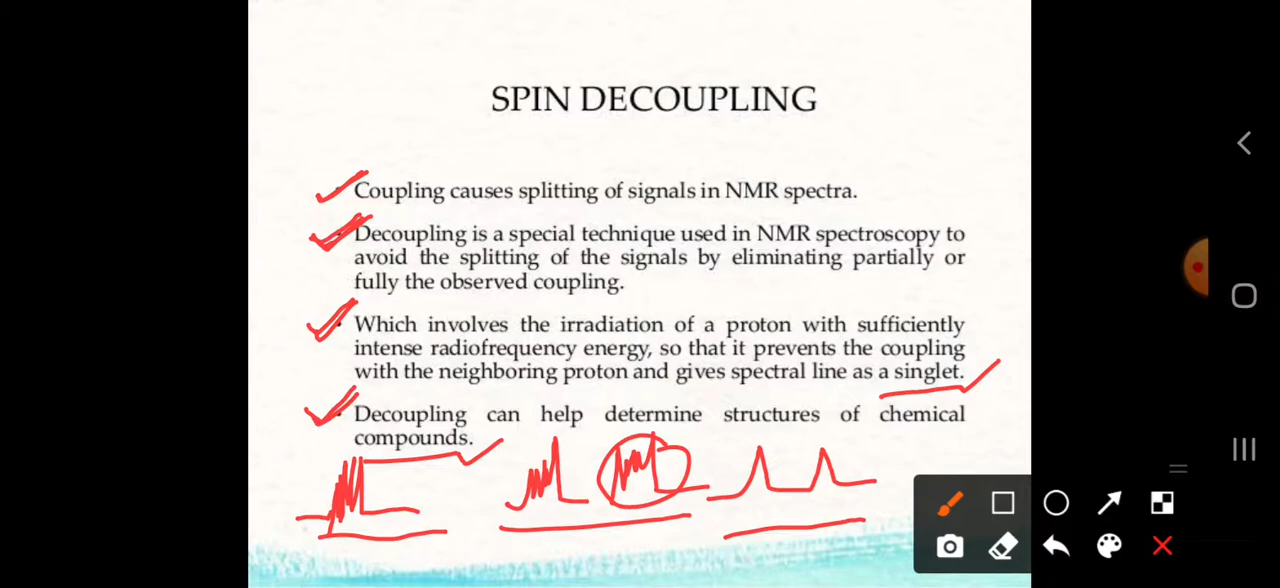 SPIN DECOUPLING
Coupling causes splitting of signals in NMR spectra.
Decoupling is a special technique used in NMR spectroscopy to
avoid the splitting of the signals by eliminating partially or
fully the observed coupling.
Which involves the irradiation of a proton with sufficiently
intense radiofrequency energy, so that it prevents the coupling
with the neighboring proton and gives spectral line as a singlet.
Decoupling can help determine structures of chemical
compounds.